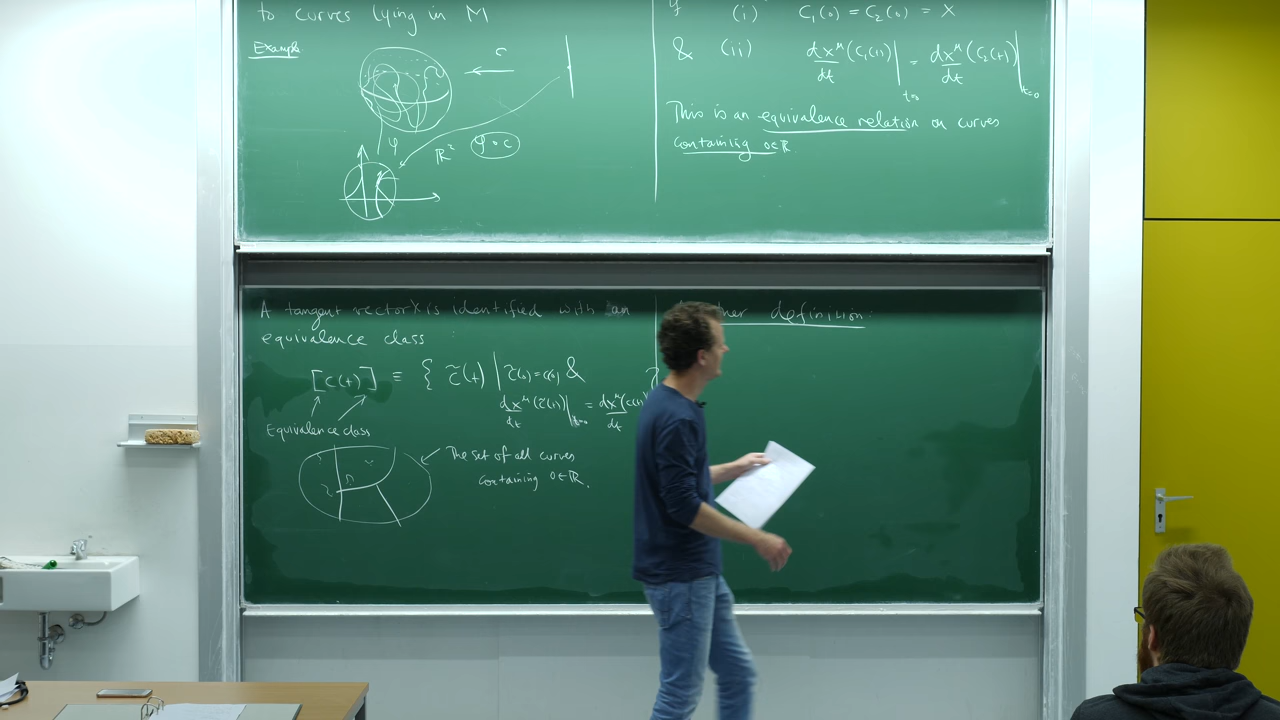 to curves lying in M
Example
c
φ
ℝ²
φ∘c
(i) C₁(0) = C₂(0) = X
& (ii) dx^μ/dt (C₁(t))|_{t=0} = dx^μ/dt (C₂(t))|_{t=0}
This is an equivalence relation on curves
containing 0∈ℝ
A tangent vector X is identified with an
equivalence class :
[c(t)] ≡ { c̃(t) | c̃(0) = c(0) &
dx^μ/dt (c̃(t))|_{t=0} = dx^μ/dt (c(t))
Equivalence class
The set of all curves
containing 0∈ℝ.
definition: